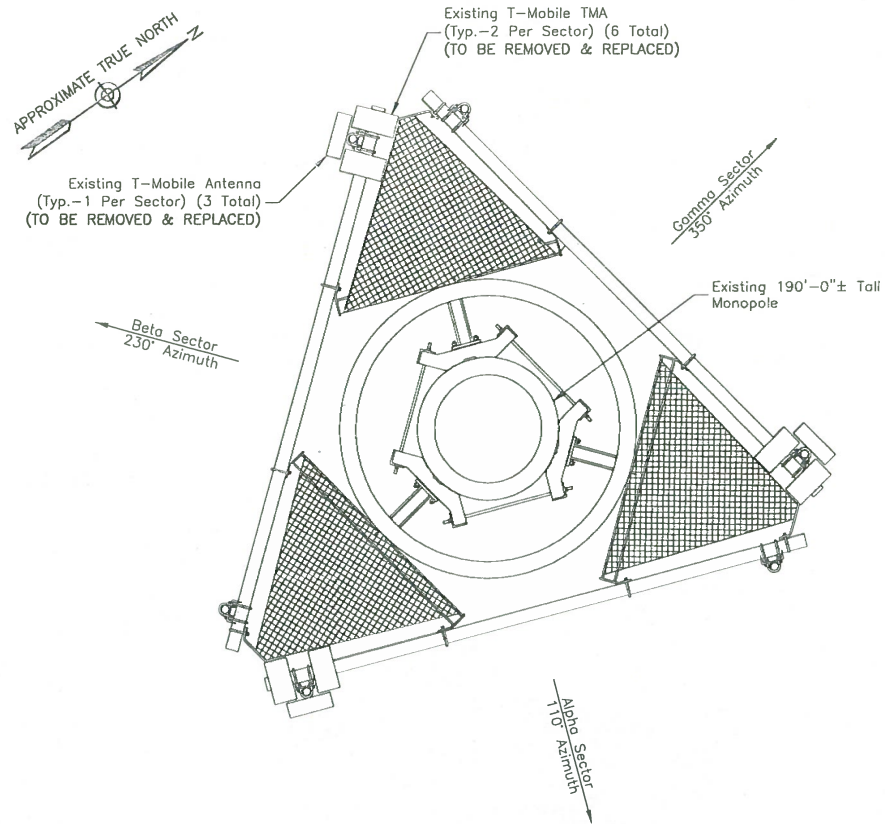 Existing T-Mobile TMA
(Typ.-2 Per Sector) (6 Total)
(TO BE REMOVED & REPLACED)
APPROXIMATE TRUE NORTH
N
Existing T-Mobile Antenna
(Typ.-1 Per Sector) (3 Total)
(TO BE REMOVED & REPLACED)
Gamma Sector
350° Azimuth
Existing 190'-0"± Tall
Monopole
Beta Sector
230° Azimuth
Alpha Sector
110° Azimuth